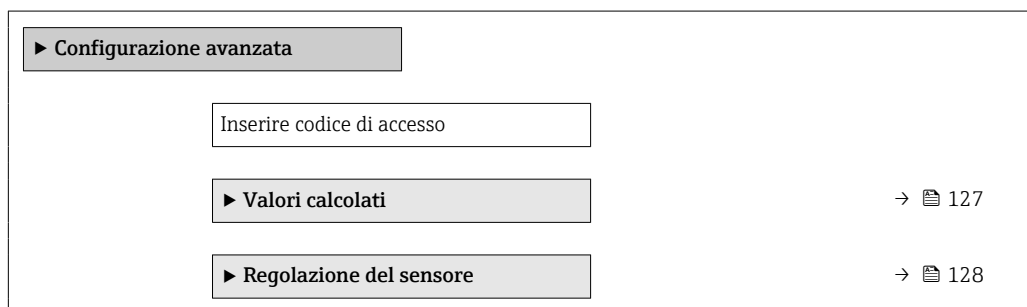 ▶ Configurazione avanzata
Inserire codice di accesso
▶ Valori calcolati → 127
▶ Regolazione del sensore → 128